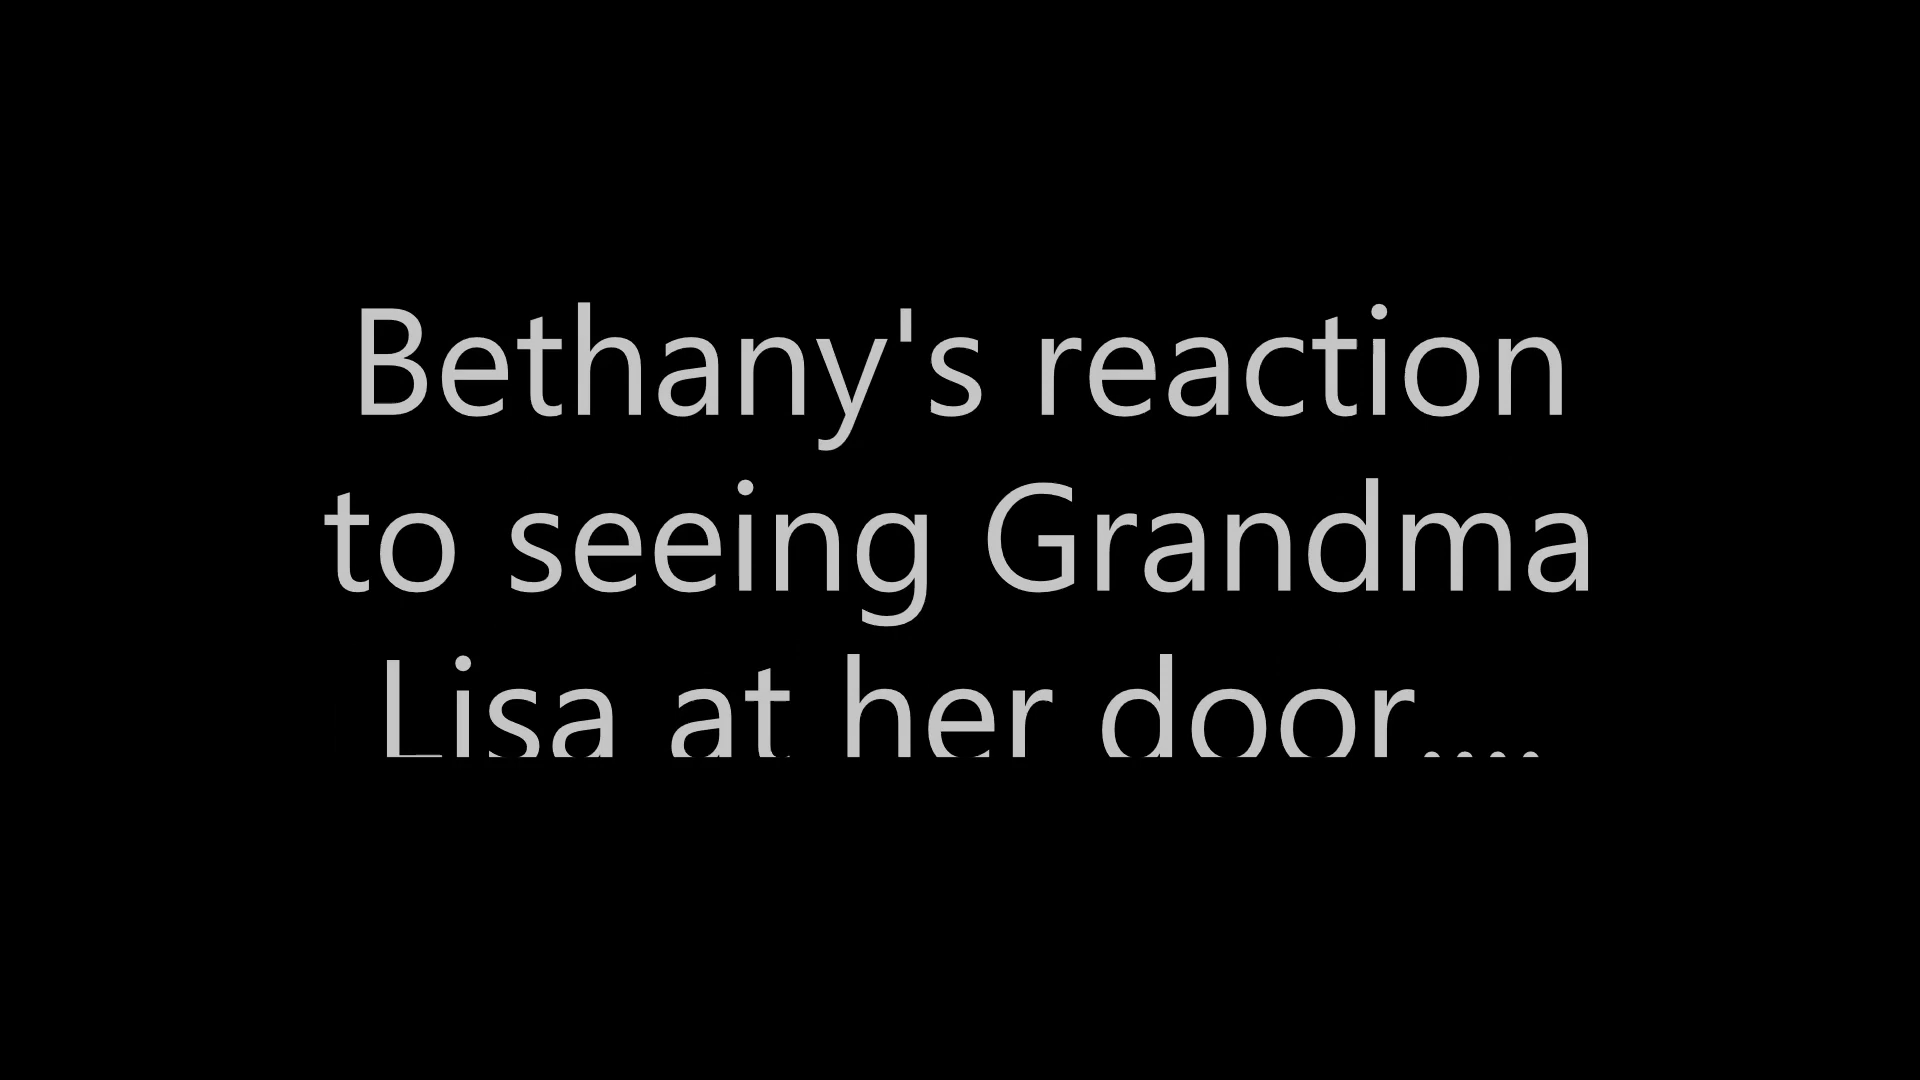 Bethany's reaction
to seeing Grandma
Lisa at her door....